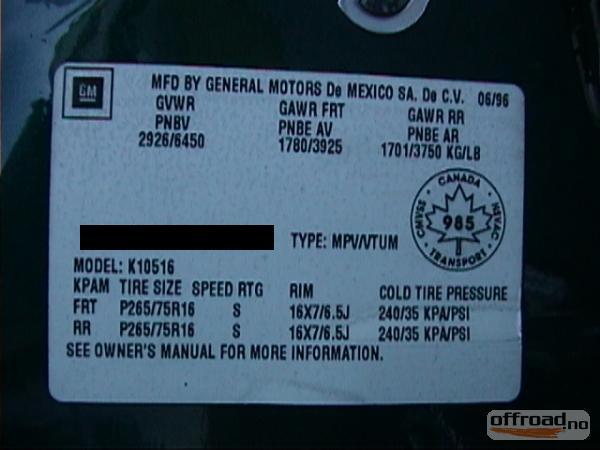 GM
MFD BY GENERAL MOTORS De MEXICO SA. De C.V. 06/96
GVWR GAWR FRT GAWR RR
PNBV PNBE AV PNBE AR
2926/6450 1780/3925 1701/3750 KG/LB
CANADA
CMVSS 985 NSVAC
TRANSPORT
TYPE: MPV/VTUM
MODEL: K10516
KPAM TIRE SIZE SPEED RTG RIM COLD TIRE PRESSURE
FRT P265/75R16 S 16X7/6.5J 240/35 KPA/PSI
RR P265/75R16 S 16X7/6.5J 240/35 KPA/PSI
SEE OWNER'S MANUAL FOR MORE INFORMATION.
offroad.no